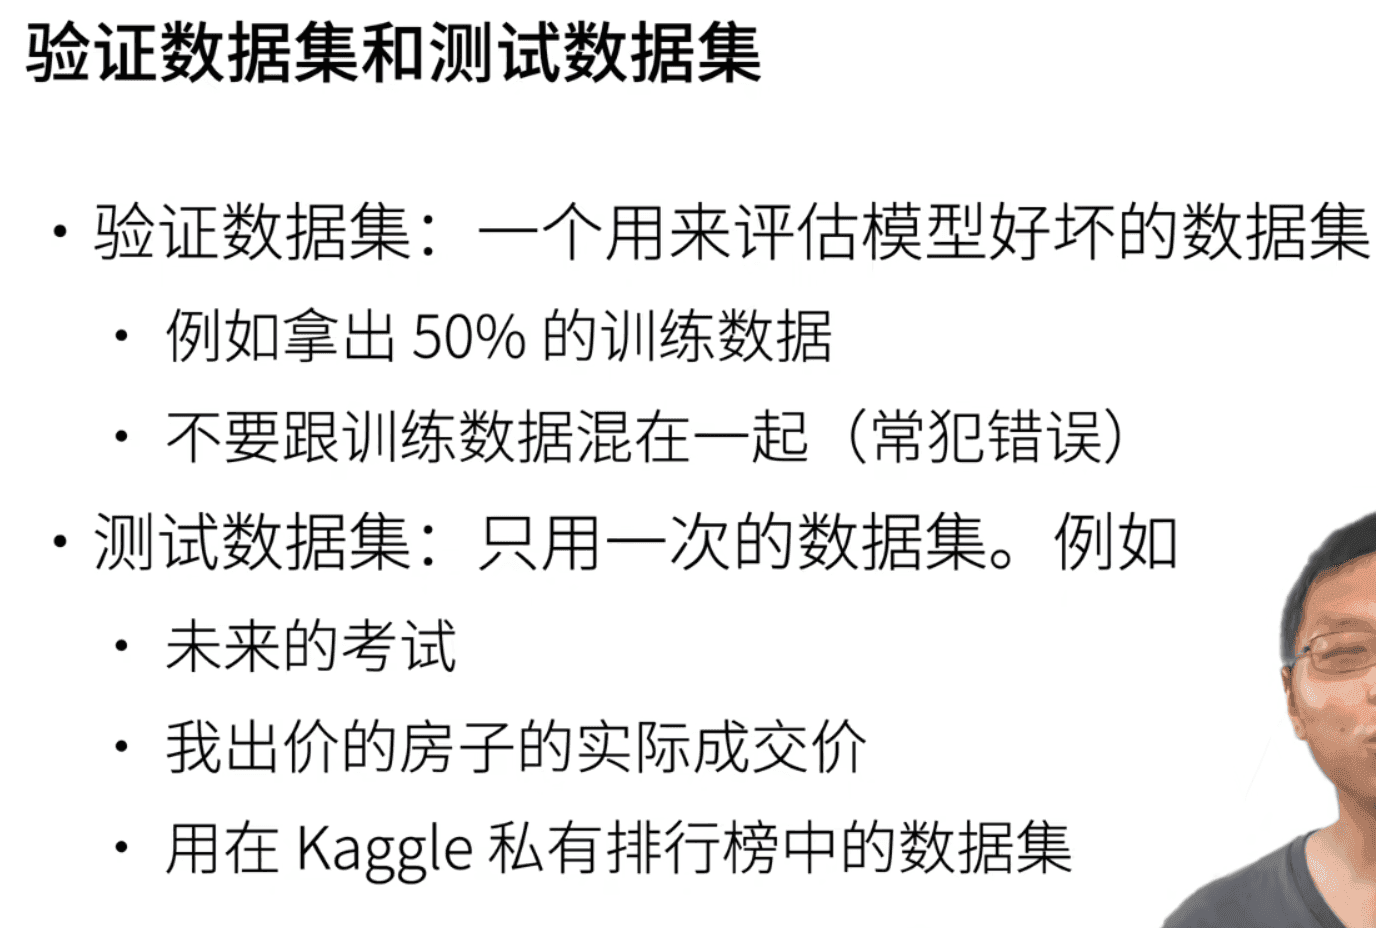 验证数据集和测试数据集
• 验证数据集：一个用来评估模型好坏的数据集
• 例如拿出 50% 的训练数据
• 不要跟训练数据混在一起（常犯错误）
• 测试数据集：只用一次的数据集。例如
• 未来的考试
• 我出价的房子的实际成交价
• 用在 Kaggle 私有排行榜中的数据集